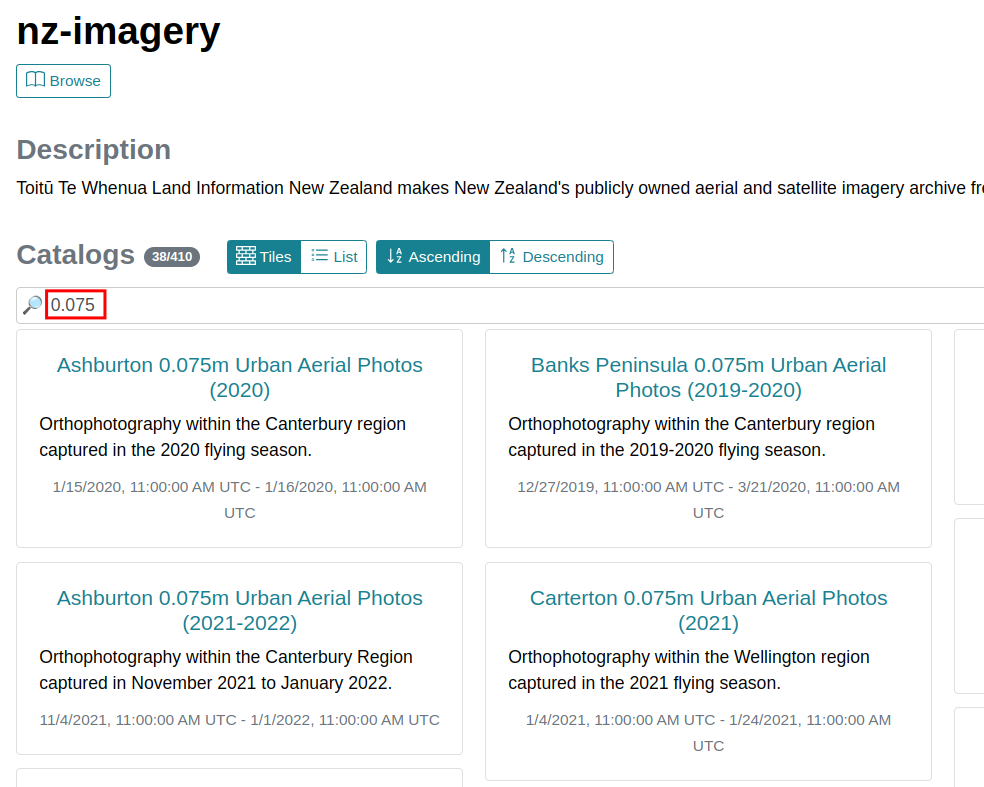 nz-imagery
Browse
Description
Toitū Te Whenua Land Information New Zealand makes New Zealand's publicly owned aerial and satellite imagery archive fre
Catalogs 38/410 Tiles List Ascending Descending
0.075
Ashburton 0.075m Urban Aerial Photos
(2020)
Orthophotography within the Canterbury region
captured in the 2020 flying season.
1/15/2020, 11:00:00 AM UTC - 1/16/2020, 11:00:00 AM
UTC
Banks Peninsula 0.075m Urban Aerial
Photos (2019-2020)
Orthophotography within the Canterbury region
captured in the 2019-2020 flying season.
12/27/2019, 11:00:00 AM UTC - 3/21/2020, 11:00:00 AM
UTC
Ashburton 0.075m Urban Aerial Photos
(2021-2022)
Orthophotography within the Canterbury Region
captured in November 2021 to January 2022.
11/4/2021, 11:00:00 AM UTC - 1/1/2022, 11:00:00 AM UTC
Carterton 0.075m Urban Aerial Photos
(2021)
Orthophotography within the Wellington region
captured in the 2021 flying season.
1/4/2021, 11:00:00 AM UTC - 1/24/2021, 11:00:00 AM
UTC